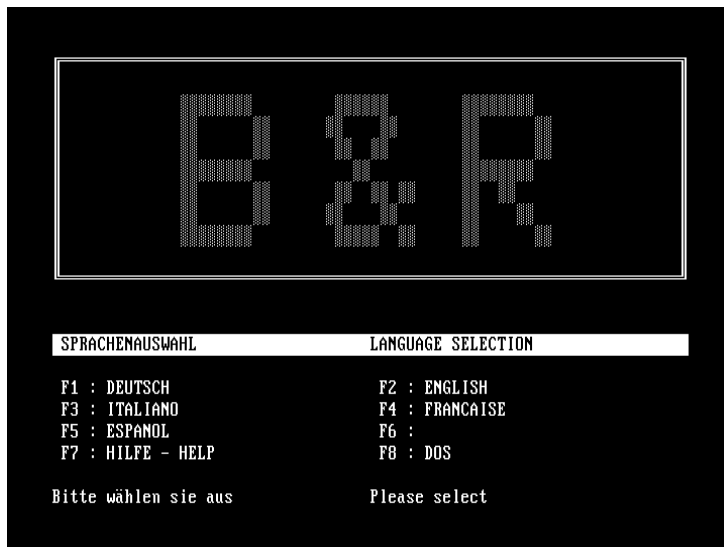 B & R
SPRACHENAUSWAHL LANGUAGE SELECTION
F1 : DEUTSCH F2 : ENGLISH
F3 : ITALIANO F4 : FRANCAISE
F5 : ESPANOL F6 :
F7 : HILFE - HELP F8 : DOS
Bitte wählen sie aus Please select